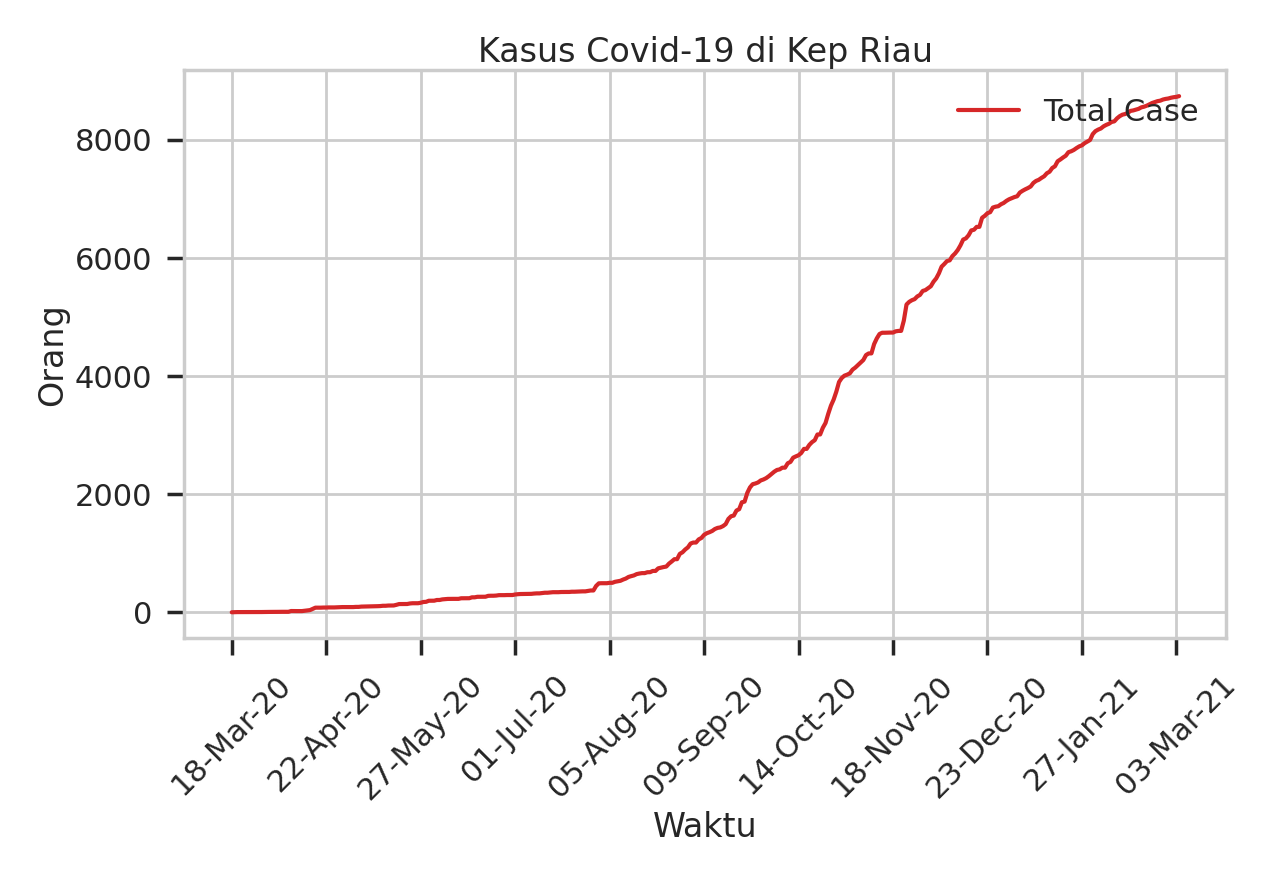 Kasus Covid-19 di Kep Riau
Total Case
8000
6000
4000
2000
0
Orang
18-Mar-20
22-Apr-20
27-May-20
01-Jul-20
05-Aug-20
09-Sep-20
14-Oct-20
18-Nov-20
23-Dec-20
27-Jan-21
03-Mar-21
Waktu